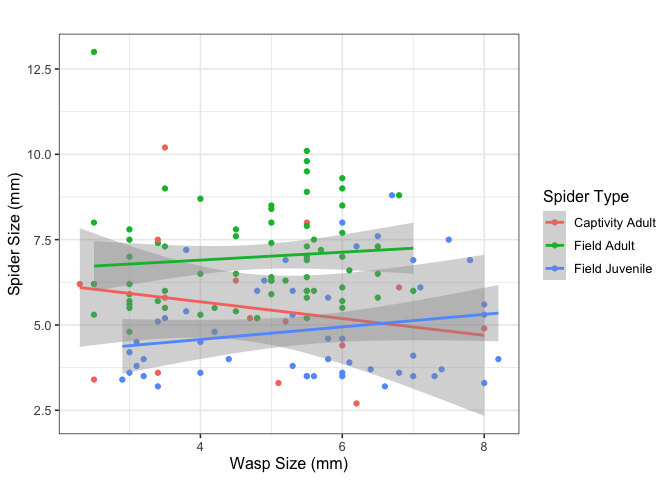 12.5
10.0
7.5
5.0
2.5
Spider Size (mm)
4
6
8
Wasp Size (mm)
Spider Type
Captivity Adult
Field Adult
Field Juvenile